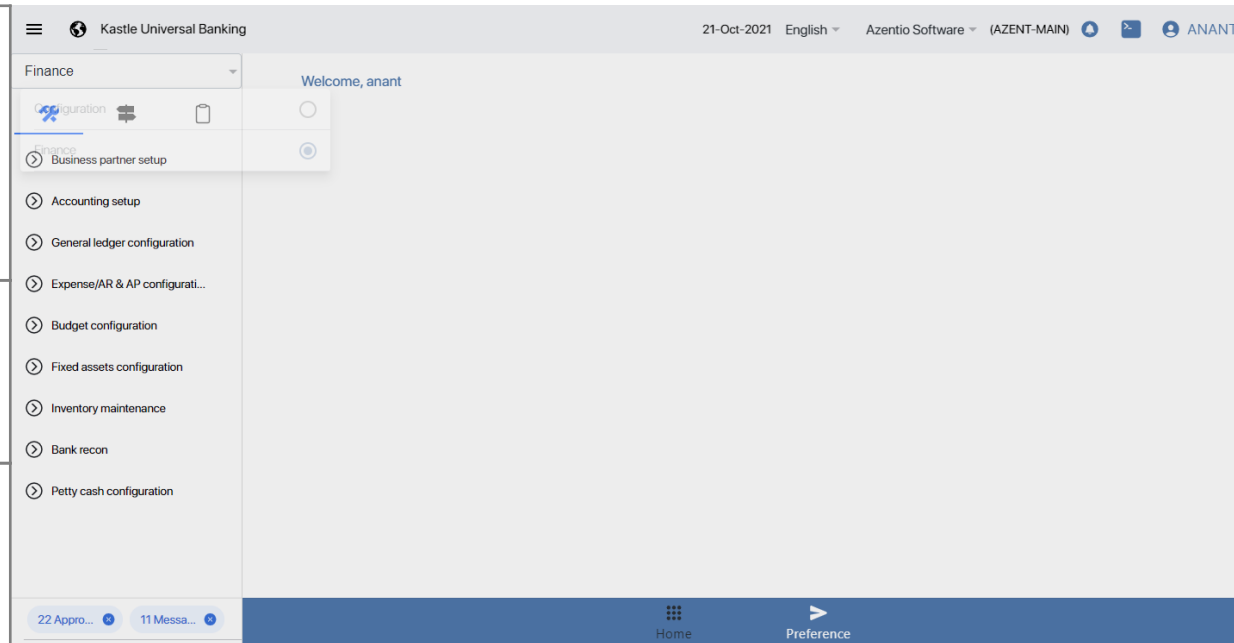 Kastle Universal Banking
21-Oct-2021 English Azentio Software (AZENT-MAIN) ANANT
Finance
Welcome, anant
Configuration
Finance
Business partner setup
Accounting setup
General ledger configuration
Expense/AR & AP configurati...
Budget configuration
Fixed assets configuration
Inventory maintenance
Bank recon
Petty cash configuration
22 Appro... 11 Messa...
Home Preference